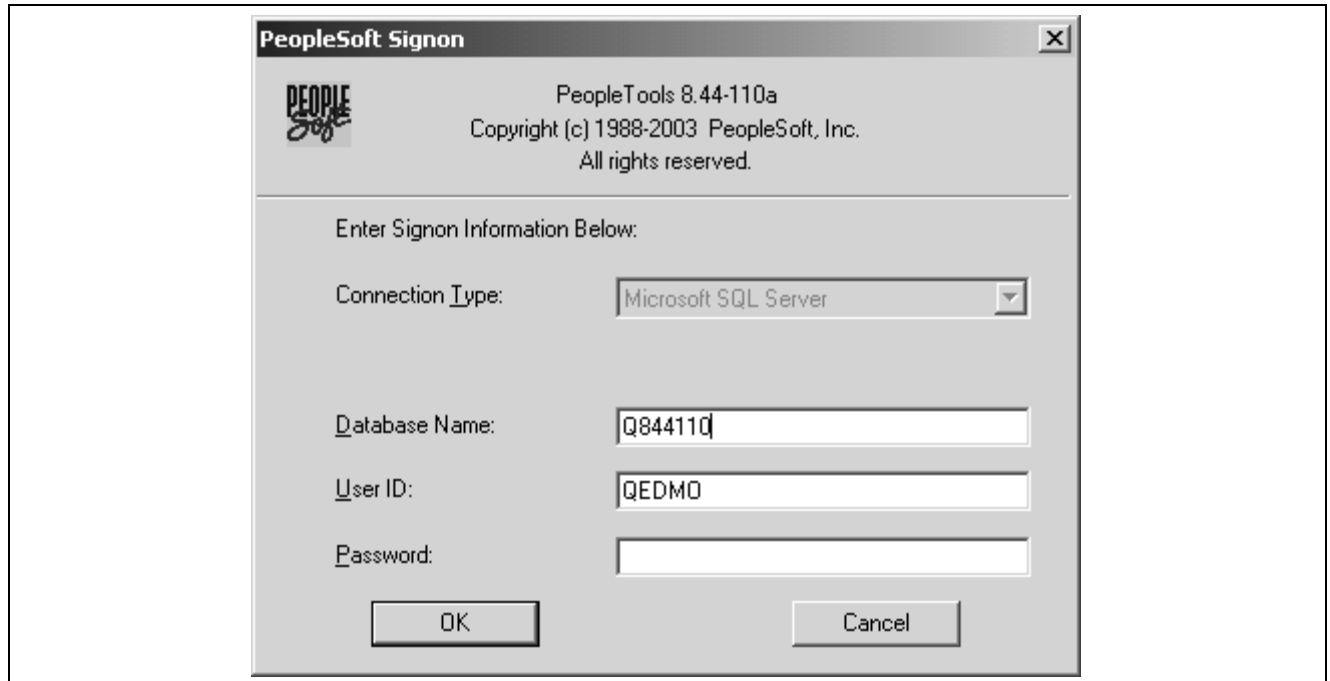 PeopleSoft Signon
PEOPLE
Soft
PeopleTools 8.44-110a
Copyright (c) 1988-2003 PeopleSoft, Inc.
All rights reserved.
Enter Signon Information Below:
Connection Type: Microsoft SQL Server
Database Name: Q844110
User ID: QEDMO
Password:
OK Cancel